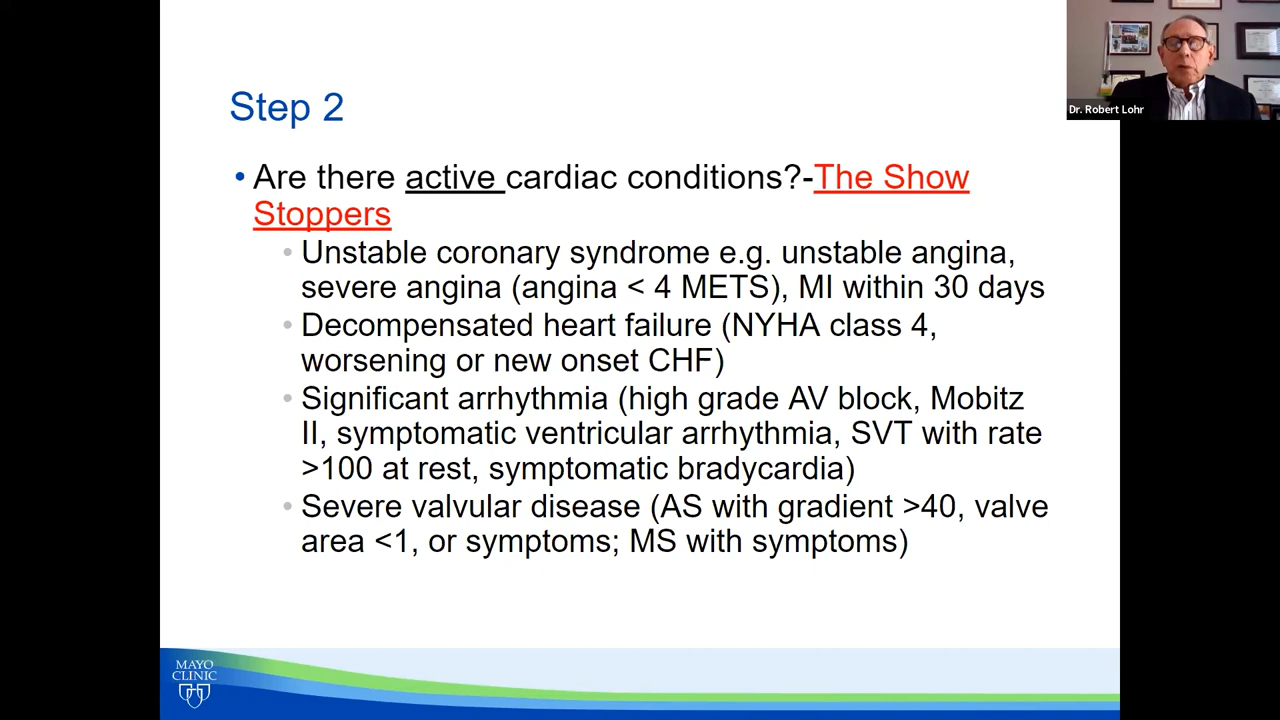 Step 2
• Are there active cardiac conditions?-The Show
Stoppers
• Unstable coronary syndrome e.g. unstable angina,
severe angina (angina < 4 METS), MI within 30 days
• Decompensated heart failure (NYHA class 4,
worsening or new onset CHF)
• Significant arrhythmia (high grade AV block, Mobitz
II, symptomatic ventricular arrhythmia, SVT with rate
>100 at rest, symptomatic bradycardia)
• Severe valvular disease (AS with gradient >40, valve
area <1, or symptoms; MS with symptoms)
Dr. Robert Lohr
MAYO
CLINIC